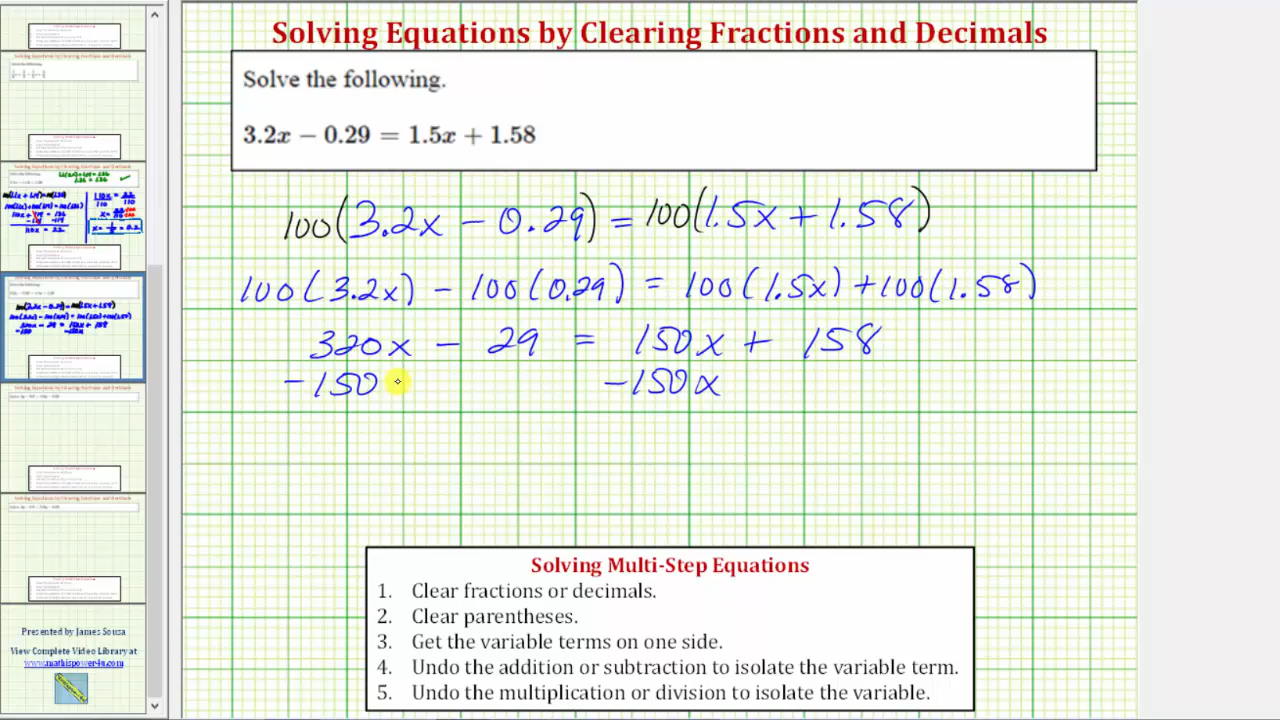 Solving Equations by Clearing Fractions and Decimals
Solve the following.
3.2x − 0.29 = 1.5x + 1.58
100(3.2x − 0.29) = 100(1.5x + 1.58)
100(3.2x) − 100(0.29) = 100(1.5x) + 100(1.58)
320x − 29 = 150x + 158
−150 −150x
Solving Multi-Step Equations
1. Clear fractions or decimals.
2. Clear parentheses.
3. Get the variable terms on one side.
4. Undo the addition or subtraction to isolate the variable term.
5. Undo the multiplication or division to isolate the variable.
Presented by James Sousa
View Complete Video Library at
www.mathispower4u.com